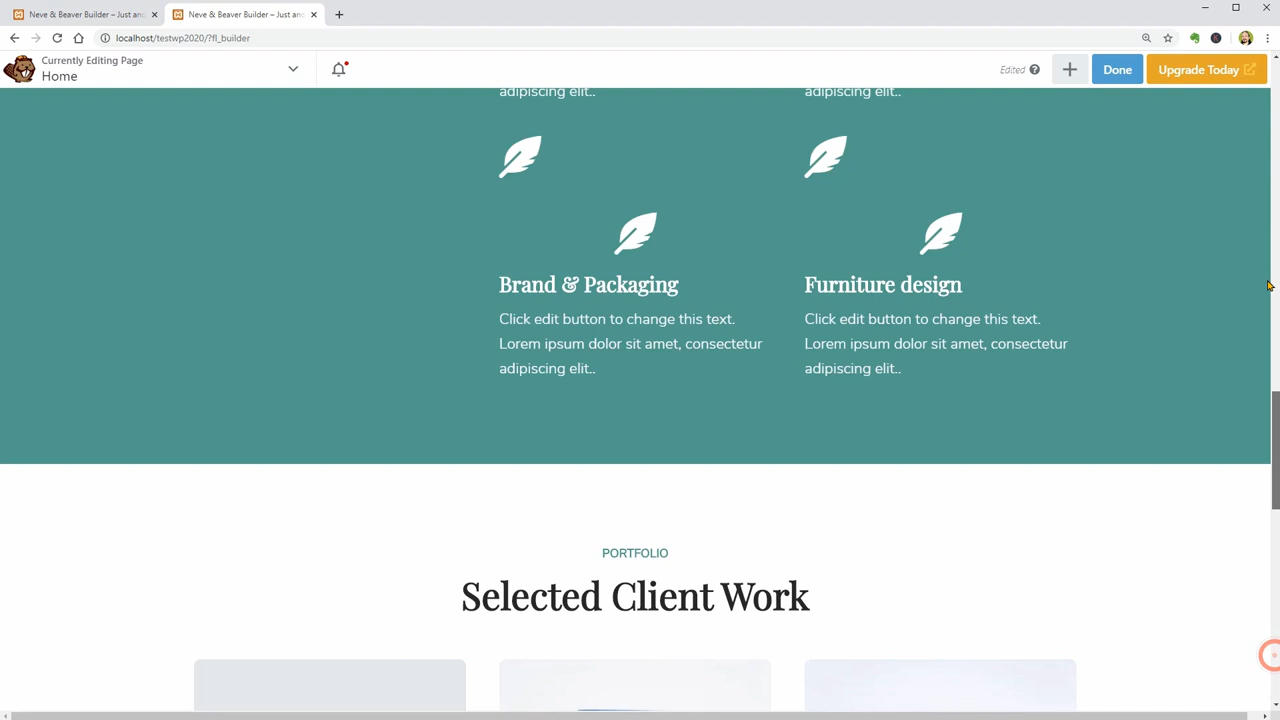 Neve & Beaver Builder – Just ano
Neve & Beaver Builder – Just ano
localhost/testwp2020/?fl_builder
Currently Editing Page
Home
Edited
Done
Upgrade Today
adipiscing elit..
adipiscing elit..
Brand & Packaging
Furniture design
Click edit button to change this text.
Lorem ipsum dolor sit amet, consectetur
adipiscing elit..
Click edit button to change this text.
Lorem ipsum dolor sit amet, consectetur
adipiscing elit..
PORTFOLIO
Selected Client Work